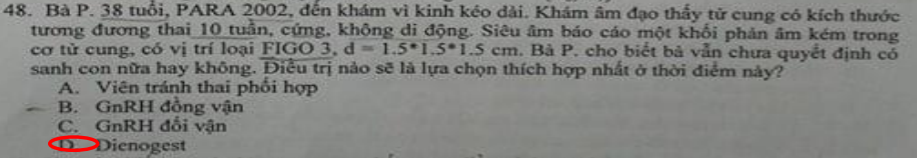 48. Bà P. 38 tuổi, PARA 2002, đến khám vì kinh kéo dài. Khám âm đạo thấy tử cung có kích thước
tương đương thai 10 tuần, cứng, không di động. Siêu âm báo cáo một khối phản âm kém trong
cơ tử cung, có vị trí loại FIGO 3, d = 1.5*1.5*1.5 cm. Bà P. cho biết bà vẫn chưa quyết định có
sanh con nữa hay không. Điều trị nào sẽ là lựa chọn thích hợp nhất ở thời điểm này?
A. Viên tránh thai phối hợp
B. GnRH đồng vận
C. GnRH đối vận
D. Dienogest